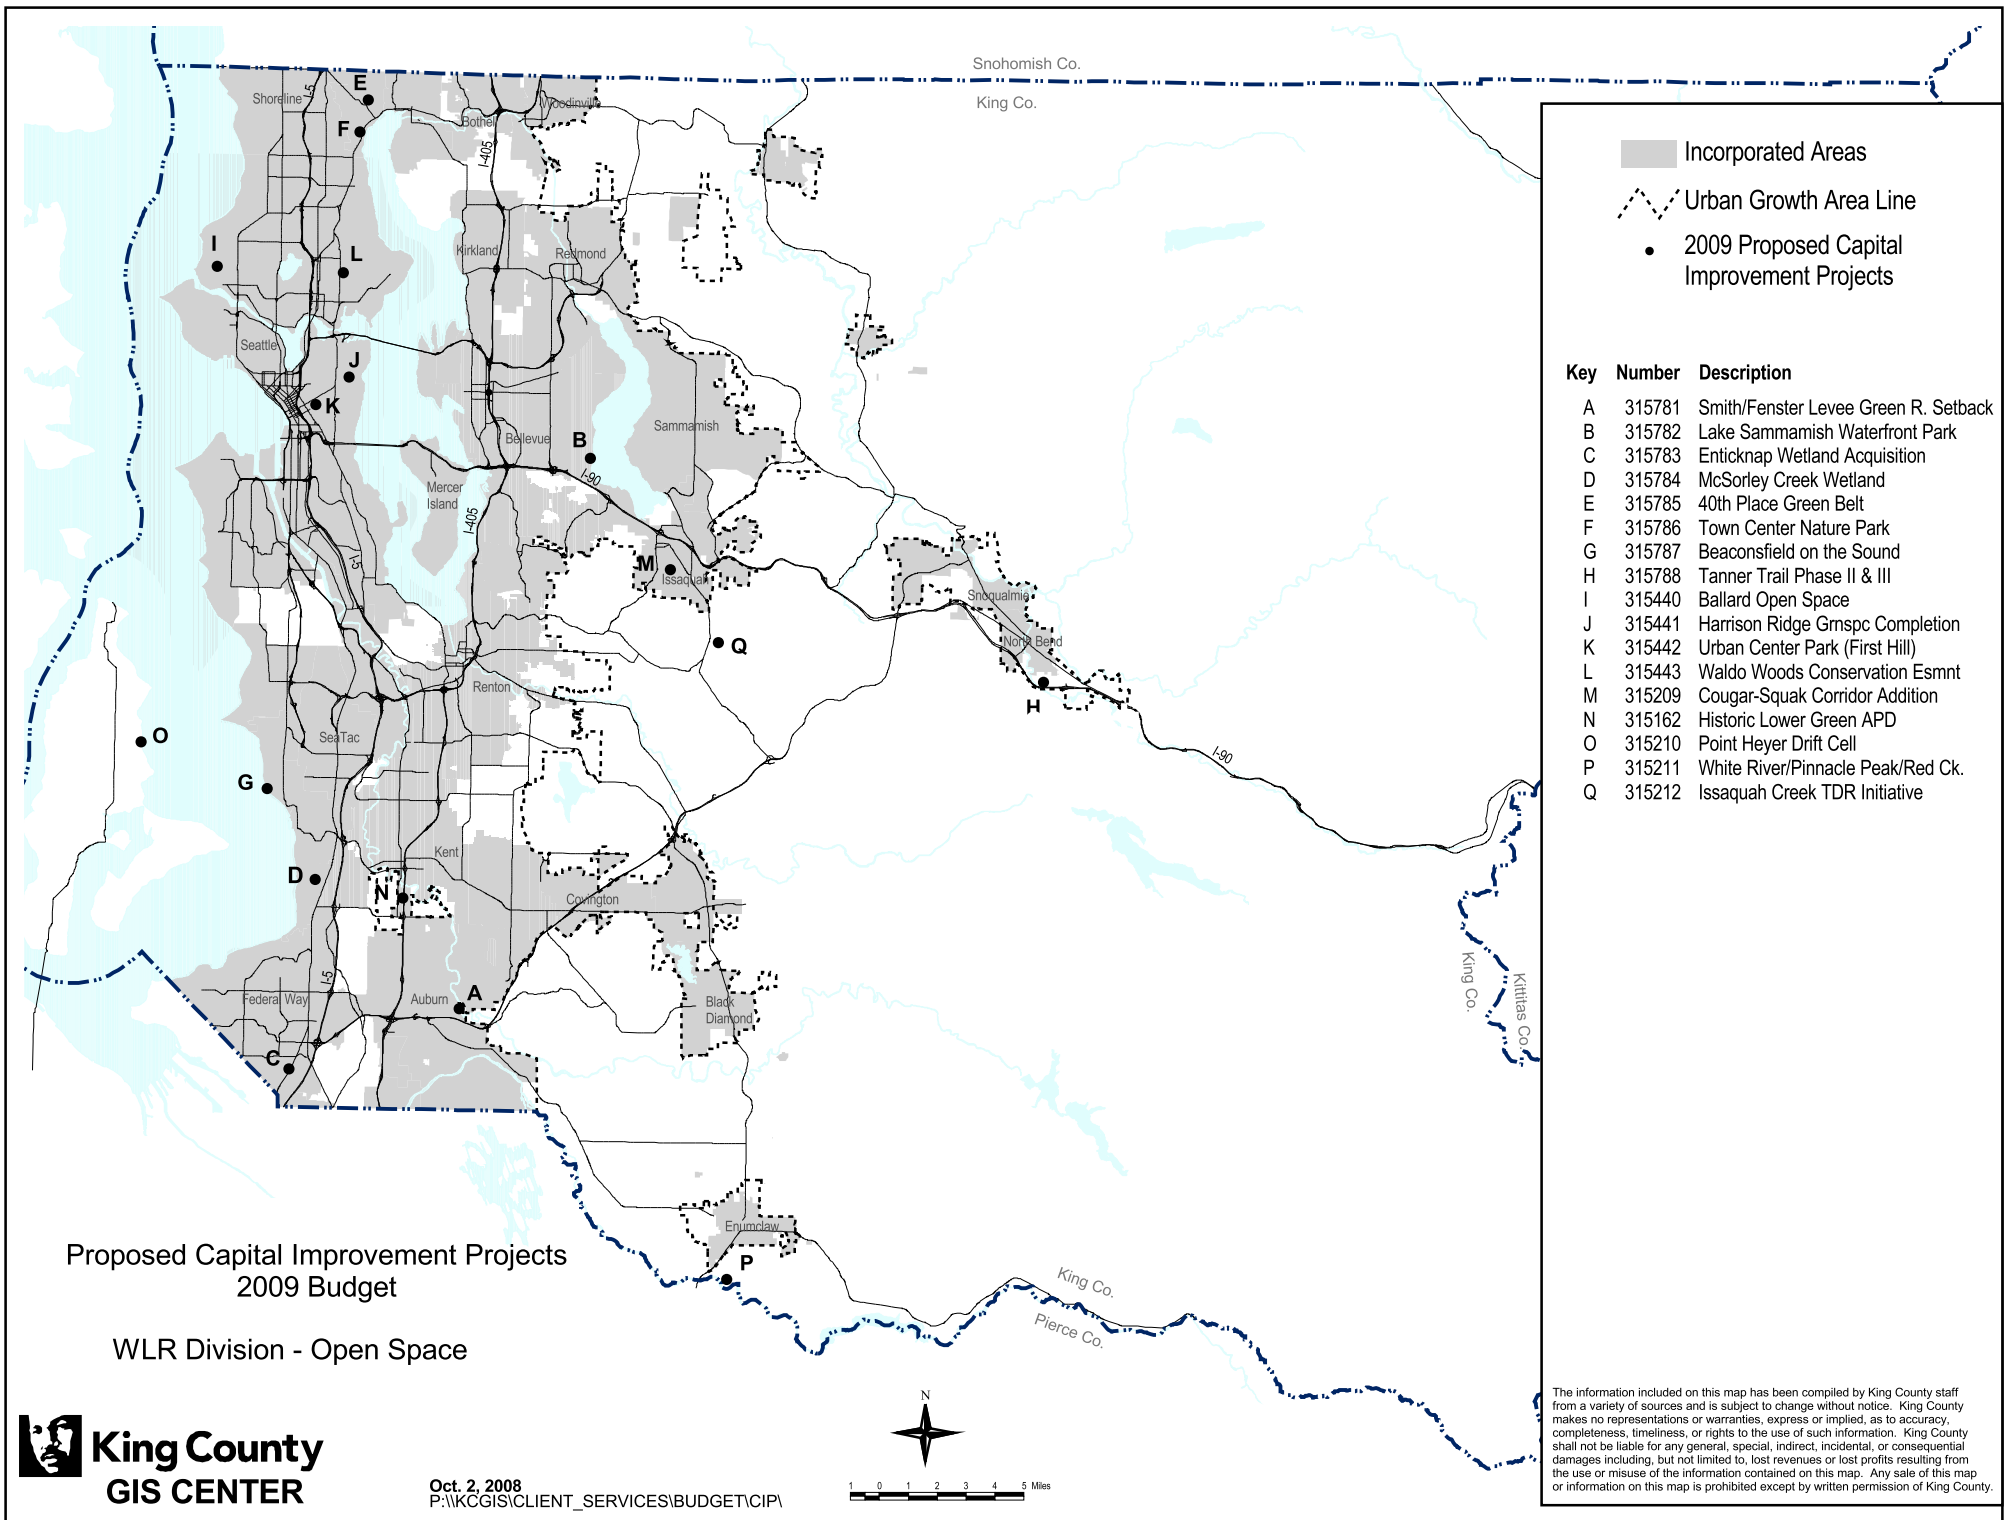 Snohomish Co.
King Co.
E
Shoreline
I-5
Woodinville
Bothel
F
I-405
I
L
Kirkland
Redmond
Seattle
J
K
Bellevue
B
Sammamish
I-90
Mercer
Island
I-405
I-5
M
Issaquah
Snoqualmie
North Bend
Q
H
Renton
O
SeaTac
I-90
G
Kent
D
N
Covington
King Co.
Kittitas Co.
I-5
Federal Way
Auburn
A
Black
Diamond
C
Enumclaw
P
King Co.
Pierce Co.
Incorporated Areas
Urban Growth Area Line
2009 Proposed Capital
Improvement Projects
Key Number Description
A 315781 Smith/Fenster Levee Green R. Setback
B 315782 Lake Sammamish Waterfront Park
C 315783 Enticknap Wetland Acquisition
D 315784 McSorley Creek Wetland
E 315785 40th Place Green Belt
F 315786 Town Center Nature Park
G 315787 Beaconsfield on the Sound
H 315788 Tanner Trail Phase II & III
I 315440 Ballard Open Space
J 315441 Harrison Ridge Grnspc Completion
K 315442 Urban Center Park (First Hill)
L 315443 Waldo Woods Conservation Esmnt
M 315209 Cougar-Squak Corridor Addition
N 315162 Historic Lower Green APD
O 315210 Point Heyer Drift Cell
P 315211 White River/Pinnacle Peak/Red Ck.
Q 315212 Issaquah Creek TDR Initiative
Proposed Capital Improvement Projects
2009 Budget
WLR Division - Open Space
King County
GIS CENTER
Oct. 2, 2008
P:\\KCGIS\CLIENT_SERVICES\BUDGET\CIP\
N
1 0 1 2 3 4 5 Miles
The information included on this map has been compiled by King County staff
from a variety of sources and is subject to change without notice. King County
makes no representations or warranties, express or implied, as to accuracy,
completeness, timeliness, or rights to the use of such information. King County
shall not be liable for any general, special, indirect, incidental, or consequential
damages including, but not limited to, lost revenues or lost profits resulting from
the use or misuse of the information contained on this map. Any sale of this map
or information on this map is prohibited except by written permission of King County.